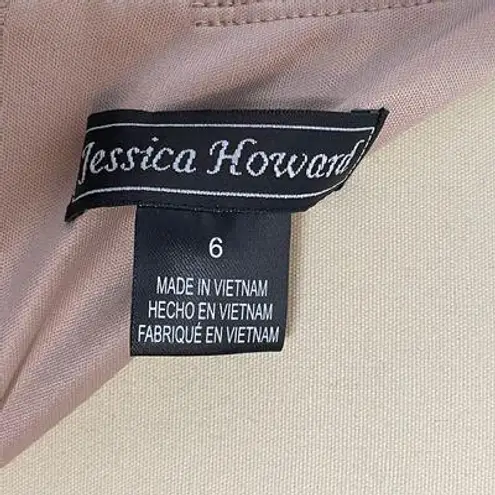 Jessica Howard
6
MADE IN VIETNAM
HECHO EN VIETNAM
FABRIQUÉ EN VIETNAM